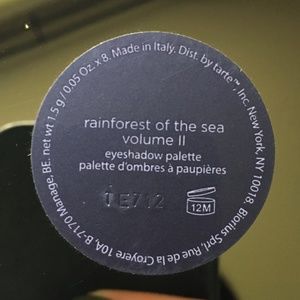 rainforest of the sea
volume II
eyeshadow palette
palette d'ombres à paupières
1E712
12M
BE. net wt 1.5 g / 0.05 Oz. x 8. Made in Italy. Dist. by tarte™, Inc. New York, NY 10018. Biorius Sprl, Rue de la Croyere 10A, B-7170 Manage,